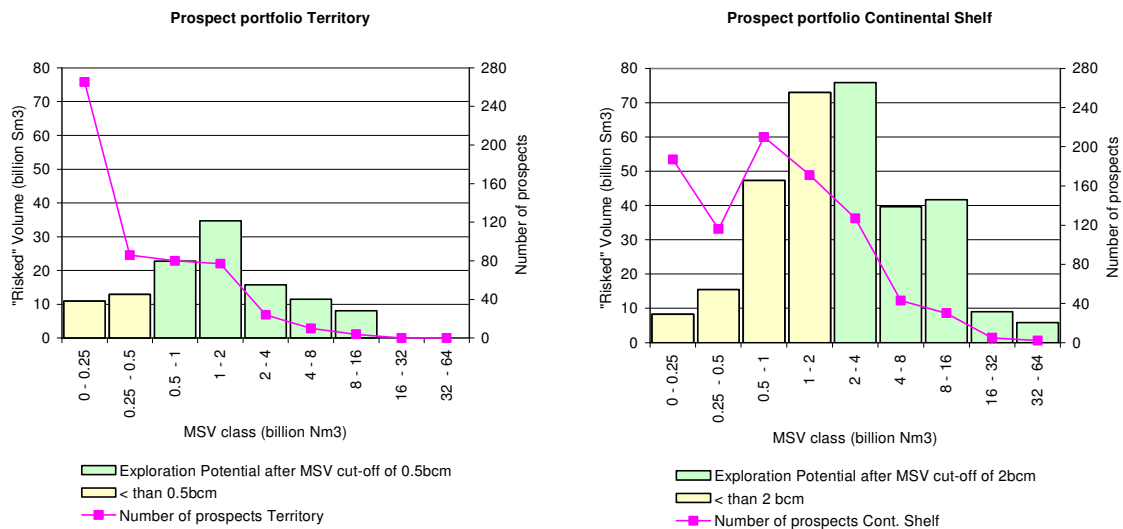 Prospect portfolio Territory
80
70
60
50
40
30
20
10
0
"Risked" Volume (billion Sm3)
280
240
200
160
120
80
40
0
Number of prospects
0 - 0.25
0.25 - 0.5
0.5 - 1
1 - 2
2 - 4
4 - 8
8 - 16
16 - 32
32 - 64
MSV class (billion Nm3)
Exploration Potential after MSV cut-off of 0.5bcm
< than 0.5bcm
Number of prospects Territory
Prospect portfolio Continental Shelf
80
70
60
50
40
30
20
10
0
"Risked" Volume (billion Sm3)
280
240
200
160
120
80
40
0
Number of prospects
0 - 0.25
0.25 - 0.5
0.5 - 1
1 - 2
2 - 4
4 - 8
8 - 16
16 - 32
32 - 64
MSV class (billion Nm3)
Exploration Potential after MSV cut-off of 2bcm
< than 2 bcm
Number of prospects Cont. Shelf